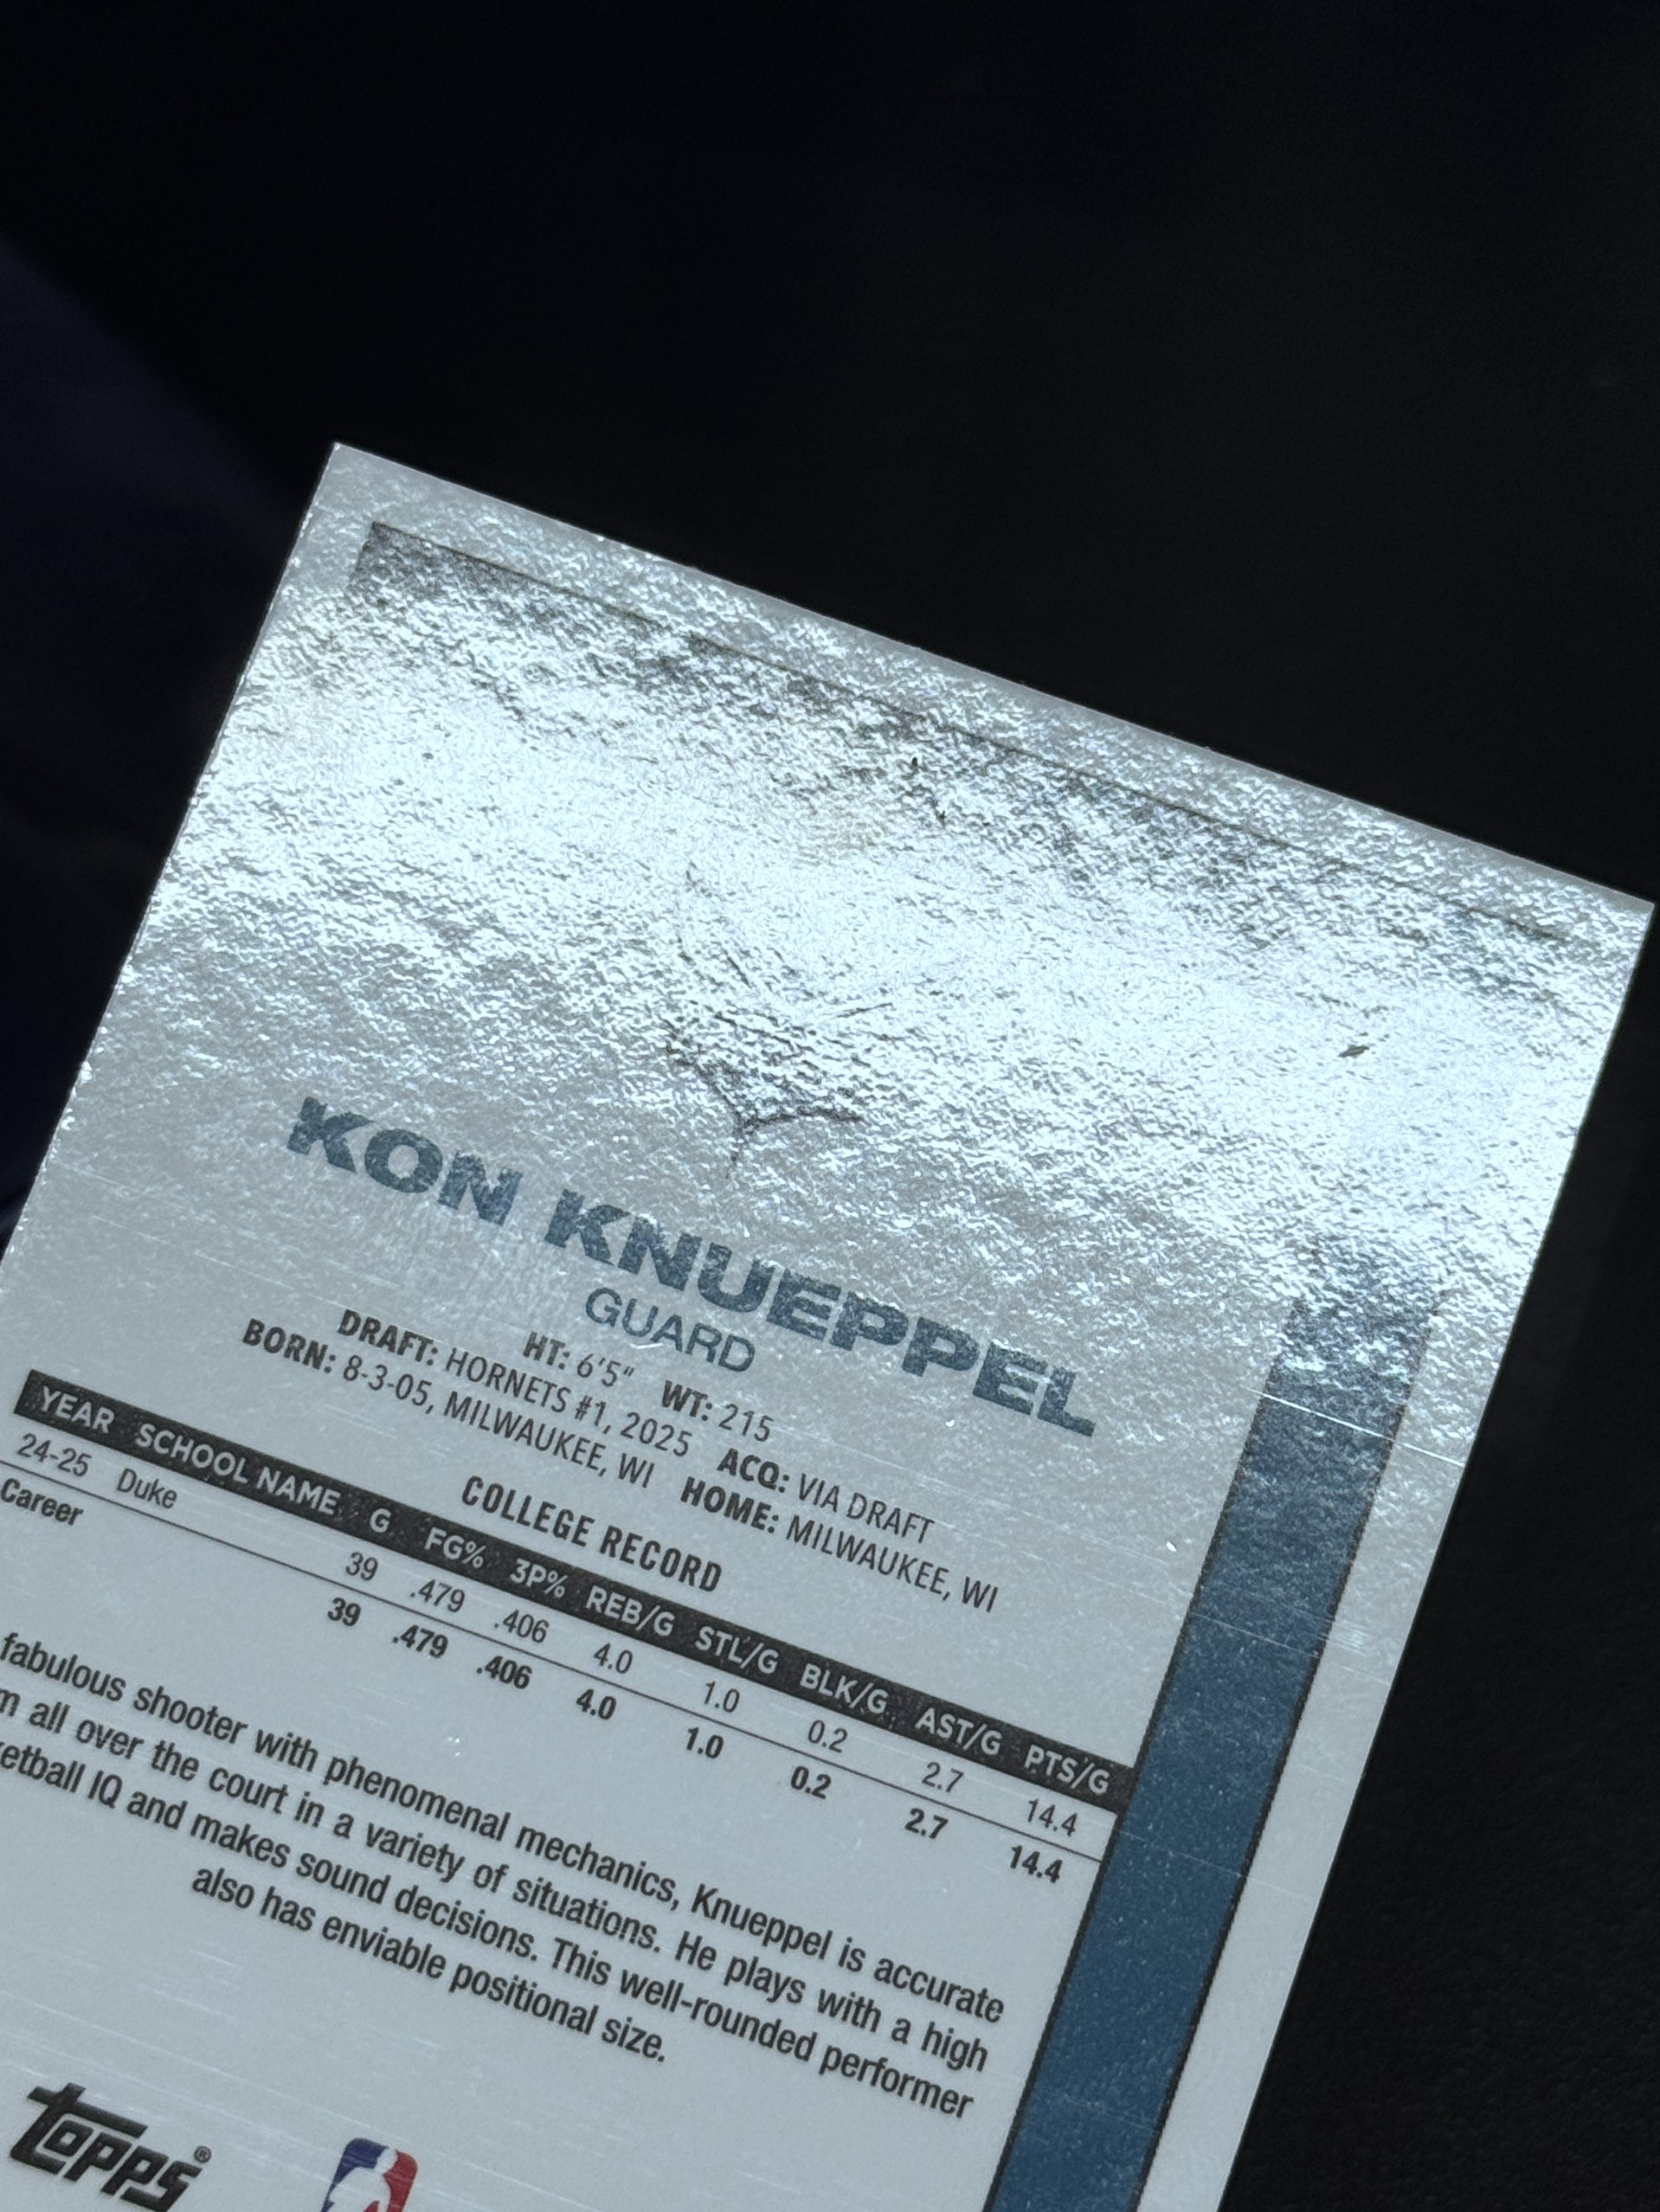 KON KNUEPPEL
GUARD
HT: 6'5" WT: 215
DRAFT: HORNETS #1, 2025 ACQ: VIA DRAFT
BORN: 8-3-05, MILWAUKEE, WI HOME: MILWAUKEE, WI
COLLEGE RECORD
YEAR SCHOOL NAME G FG% 3P% REB/G STL/G BLK/G AST/G PTS/G
24-25 Duke 39 .479 .406 4.0 1.0 0.2 2.7 14.4
Career 39 .479 .406 4.0 1.0 0.2 2.7 14.4
fabulous shooter with phenomenal mechanics, Knueppel is accurate
all over the court in a variety of situations. He plays with a high
IQ and makes sound decisions. This well-rounded performer
also has enviable positional size.
topps®